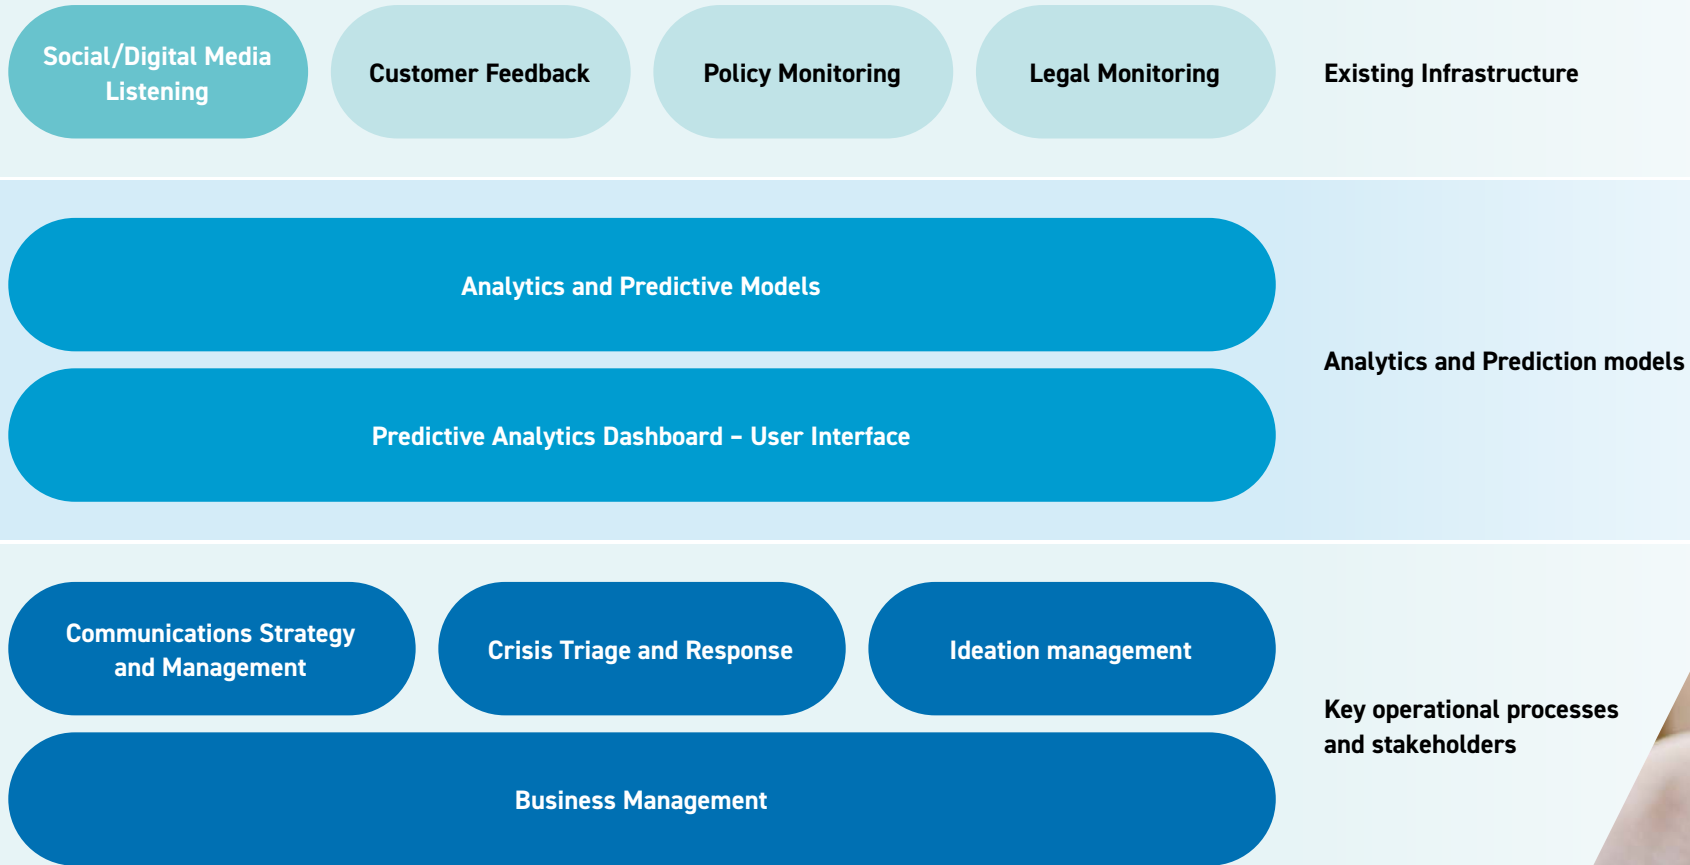 Social/Digital Media
Listening
Customer Feedback
Policy Monitoring
Legal Monitoring
Existing Infrastructure
Analytics and Predictive Models
Predictive Analytics Dashboard – User Interface
Analytics and Prediction models
Communications Strategy
and Management
Crisis Triage and Response
Ideation management
Business Management
Key operational processes
and stakeholders